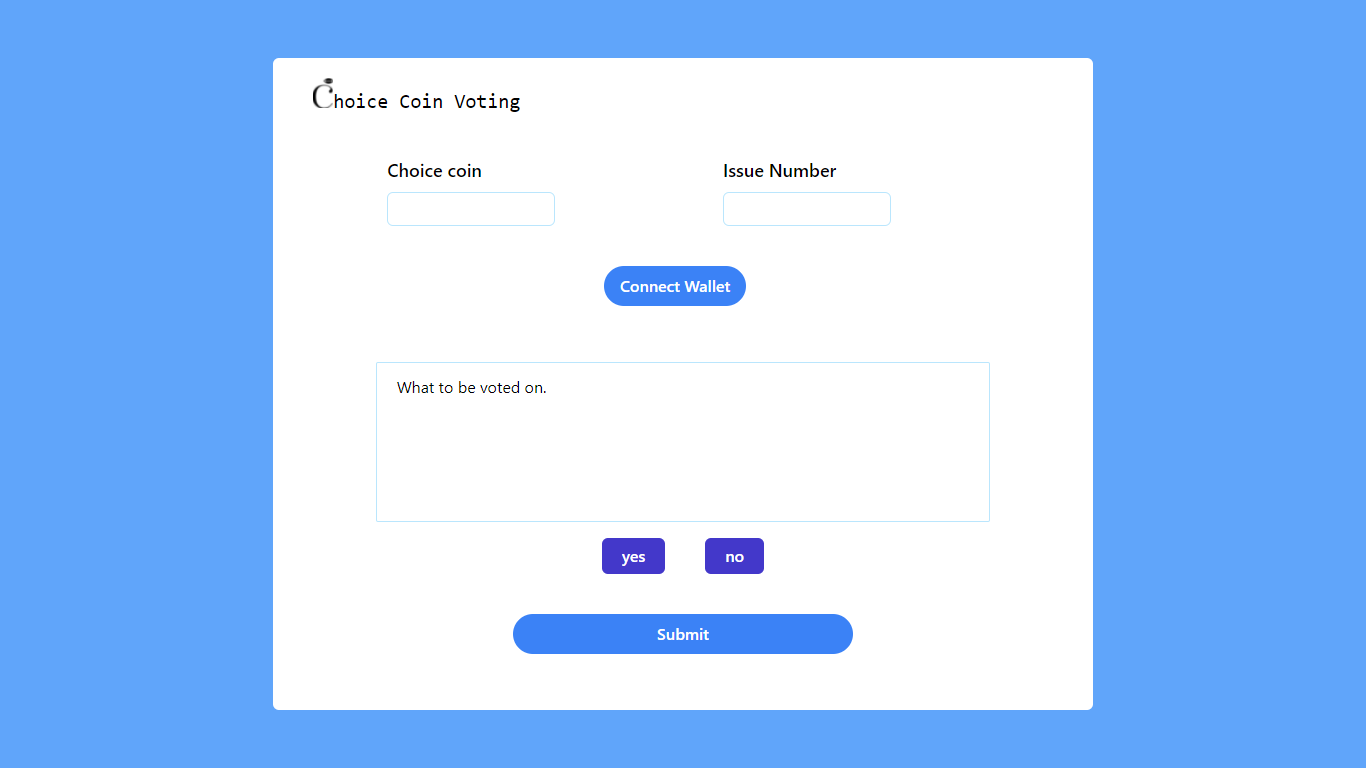 Choice Coin Voting
Choice coin
Issue Number
Connect Wallet
What to be voted on.
yes
no
Submit